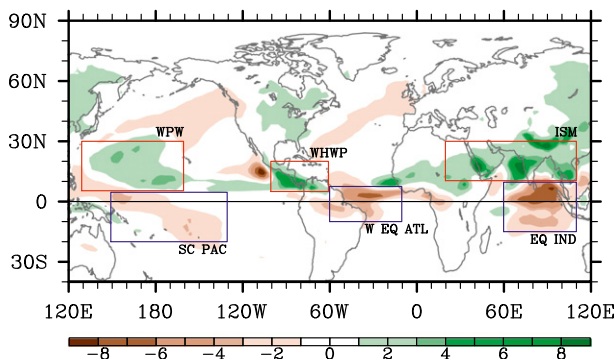 90N
60N
30N
0
30S
WPW
WHWP
ISM
SC PAC
W EQ ATL
EQ IND
120E 180 120W 60W 0 60E 120E
−8 −6 −4 −2 0 2 4 6 8